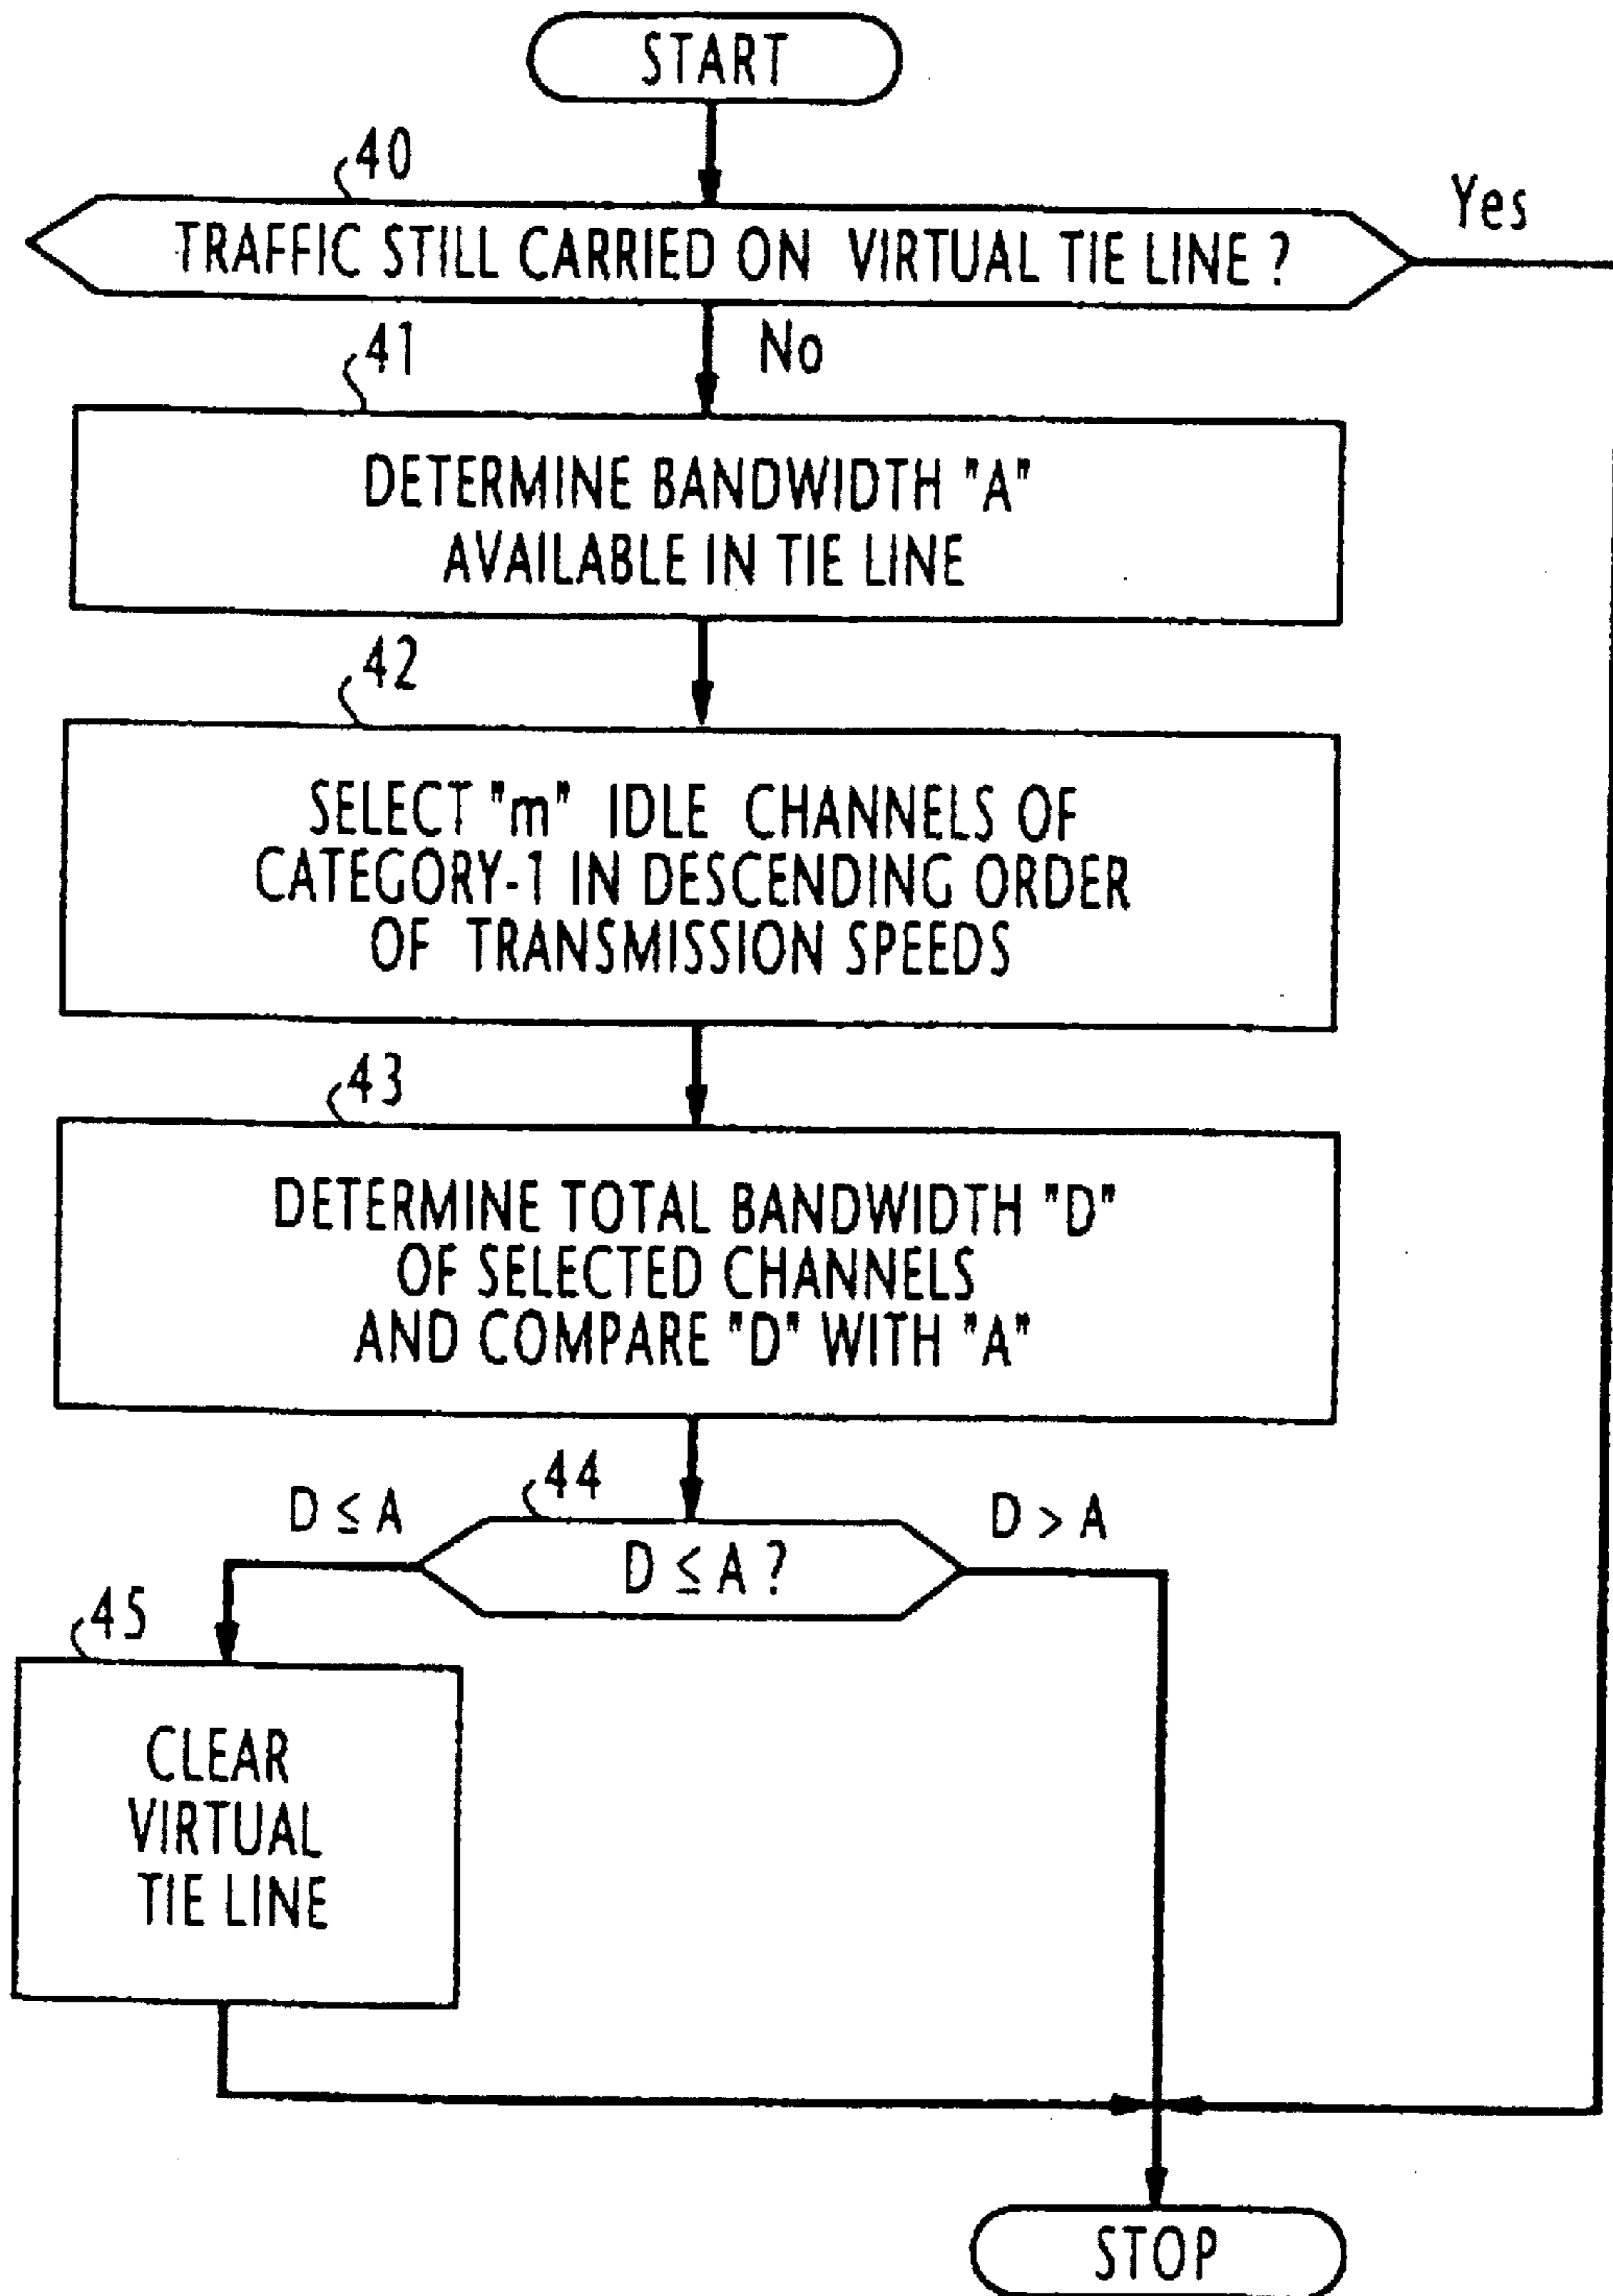 START
40
Yes
TRAFFIC STILL CARRIED ON VIRTUAL TIE LINE ?
41
No
DETERMINE BANDWIDTH "A"
AVAILABLE IN TIE LINE
42
SELECT "m" IDLE CHANNELS OF
CATEGORY-1 IN DESCENDING ORDER
OF TRANSMISSION SPEEDS
43
DETERMINE TOTAL BANDWIDTH "D"
OF SELECTED CHANNELS
AND COMPARE "D" WITH "A"
44
D ≤ A
D > A
D ≤ A ?
45
CLEAR
VIRTUAL
TIE LINE
STOP